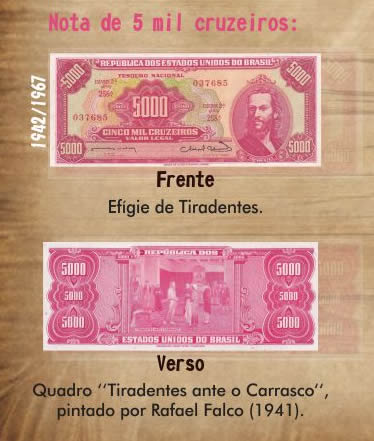 Nota de 5 mil cruzeiros:
1942/1967
5000 REPUBLICA DOS ESTADOS UNIDOS DO BRASIL 5000
TESOURO NACIONAL
037685
037685
5000
CINCO MIL CRUZEIROS
VALOR LEGAL
5000 5000
Frente
Efígie de Tiradentes.
REPUBLICA DOS
5000 5000
5000 5000
5000 5000
ESTADOS UNIDOS DO BRASIL
Verso
Quadro “Tiradentes ante o Carrasco“,
pintado por Rafael Falco (1941).